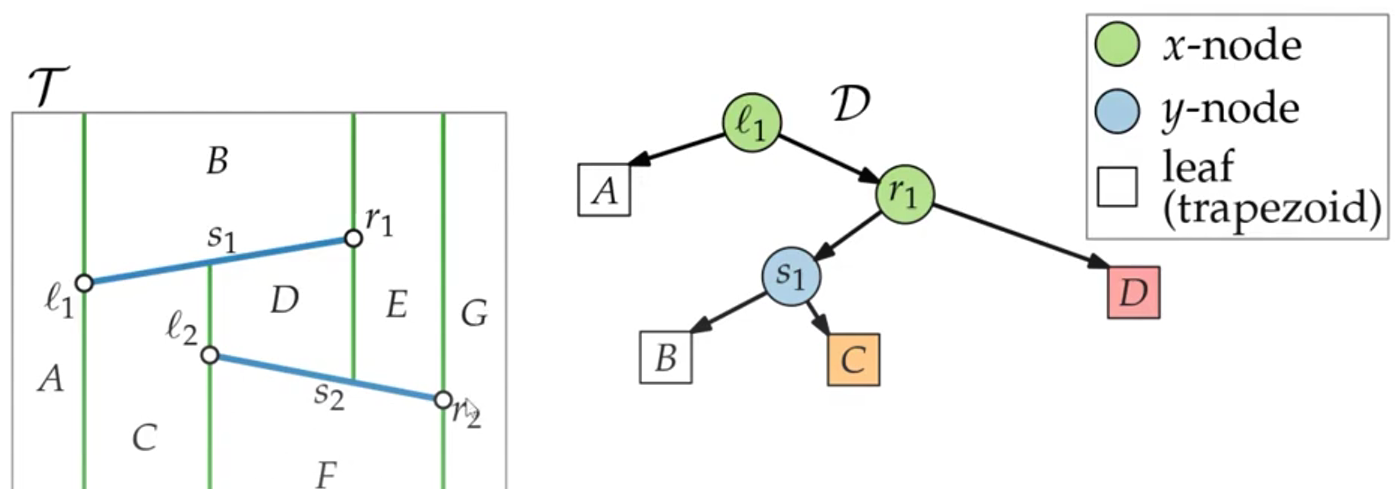 𝒯
B
s₁
r₁
ℓ₁
D
E
G
ℓ₂
A
s₂
r₂
C
F
𝒟
ℓ₁
A
r₁
s₁
D
B
C
x-node
y-node
leaf
(trapezoid)